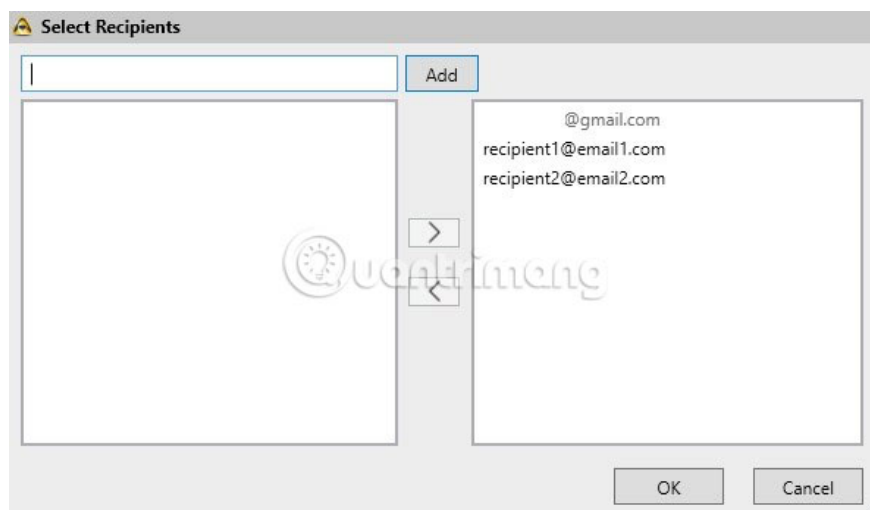 Select Recipients
Add
@gmail.com
recipient1@email1.com
recipient2@email2.com
>
Quantrimang
<
OK
Cancel